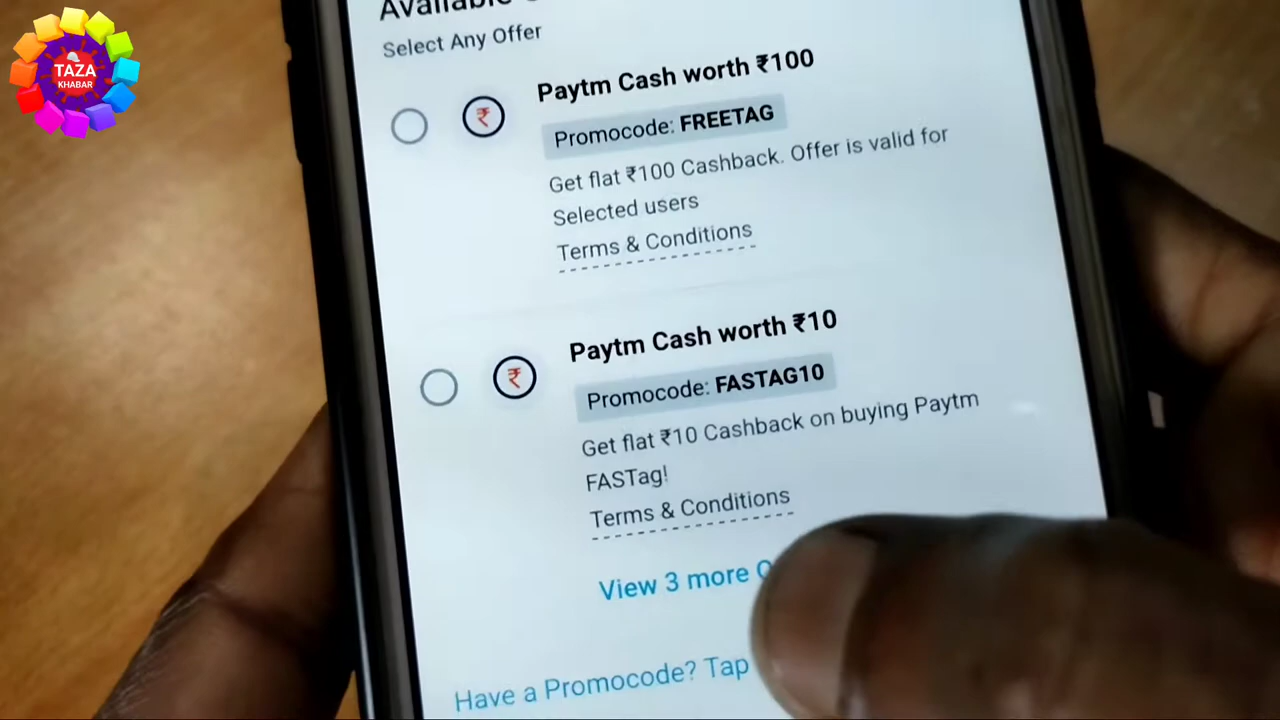 TAZA
KHABAR
Available
Select Any Offer
Paytm Cash worth ₹100
Promocode: FREETAG
Get flat ₹100 Cashback. Offer is valid for
Selected users
Terms & Conditions
Paytm Cash worth ₹10
Promocode: FASTAG10
Get flat ₹10 Cashback on buying Paytm
FASTag!
Terms & Conditions
View 3 more
Have a Promocode? Tap